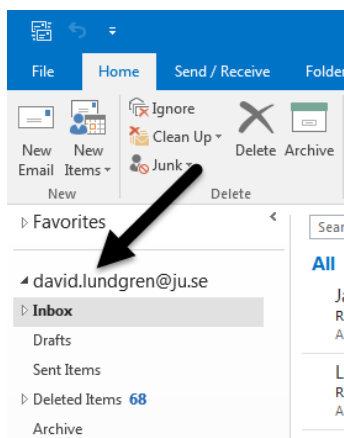 File Home Send / Receive Folder
Ignore
Clean Up
Junk
New Email
New Items
Delete
Archive
New
Delete
Favorites
david.lundgren@ju.se
Inbox
Drafts
Sent Items
Deleted Items 68
Archive
Sear
All
Ja
R
A
L
R
A